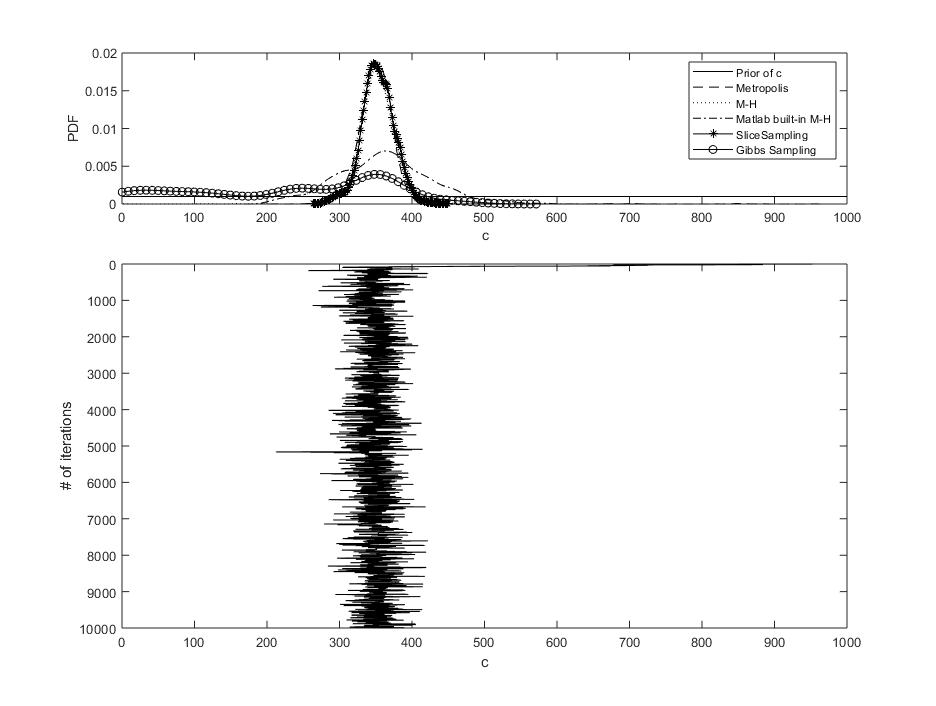 0.02
0.015
0.01
0.005
0
PDF
Prior of c
Metropolis
M-H
Matlab built-in M-H
SliceSampling
Gibbs Sampling
0 100 200 300 400 500 600 700 800 900 1000
c
0
1000
2000
3000
4000
5000
6000
7000
8000
9000
10000
# of iterations
0 100 200 300 400 500 600 700 800 900 1000
c